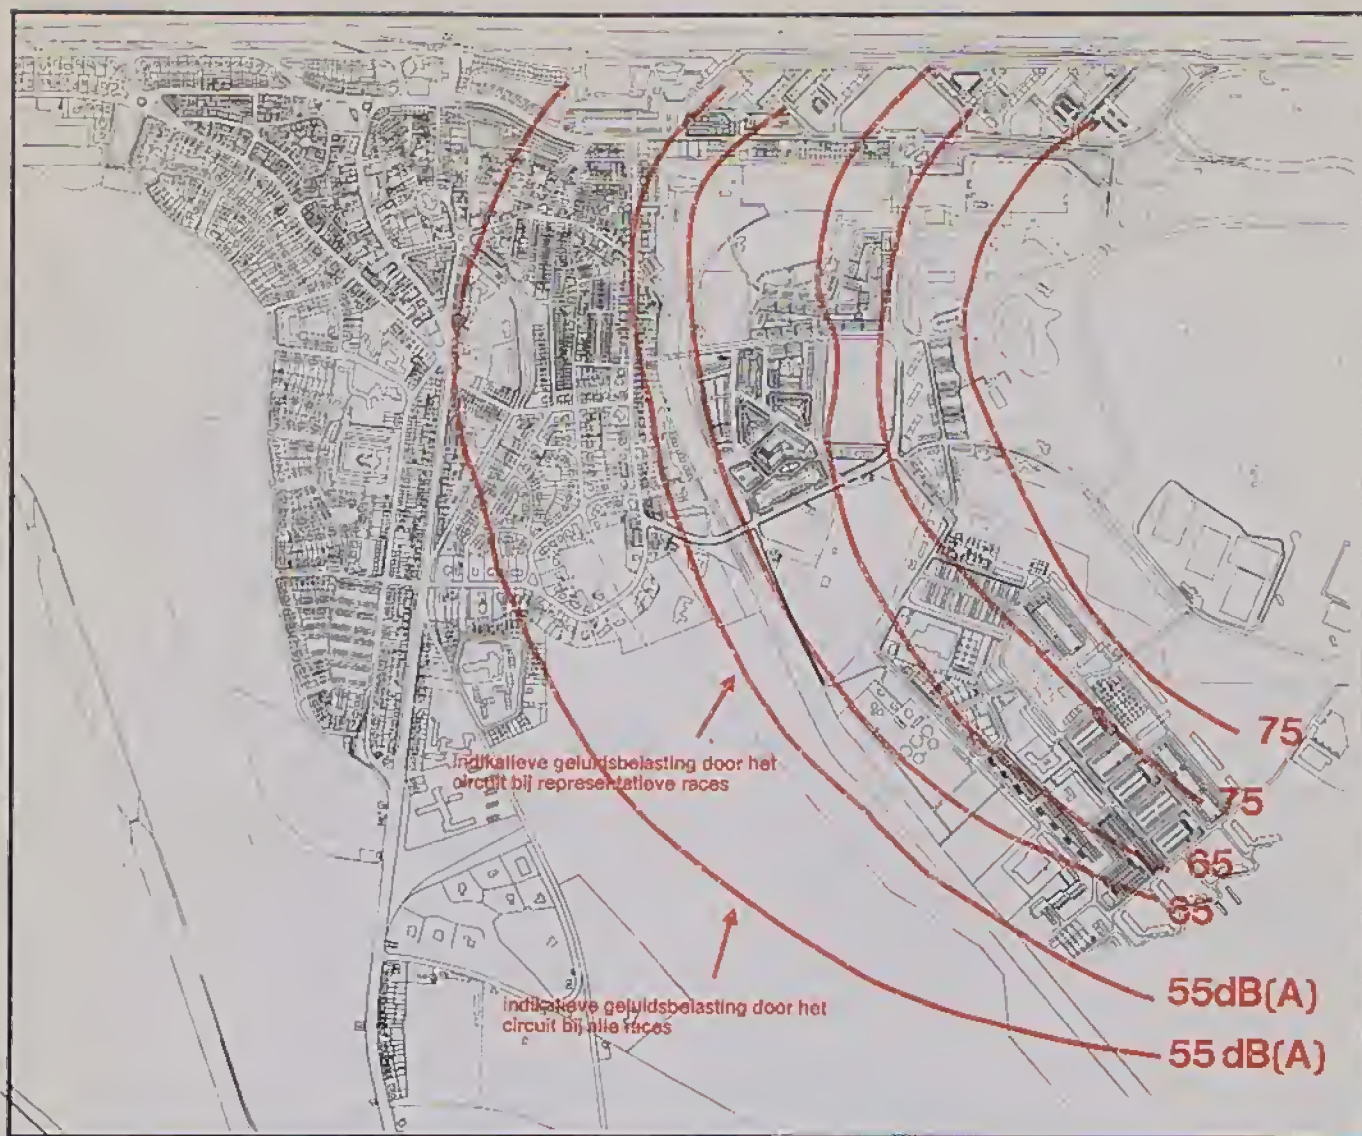 indikatieve geluidsbelasting door het
circuit bij representatieve races
75
75
65
65
55dB(A)
indikatieve geluidsbelasting door het
circuit bij alle races
55 dB(A)